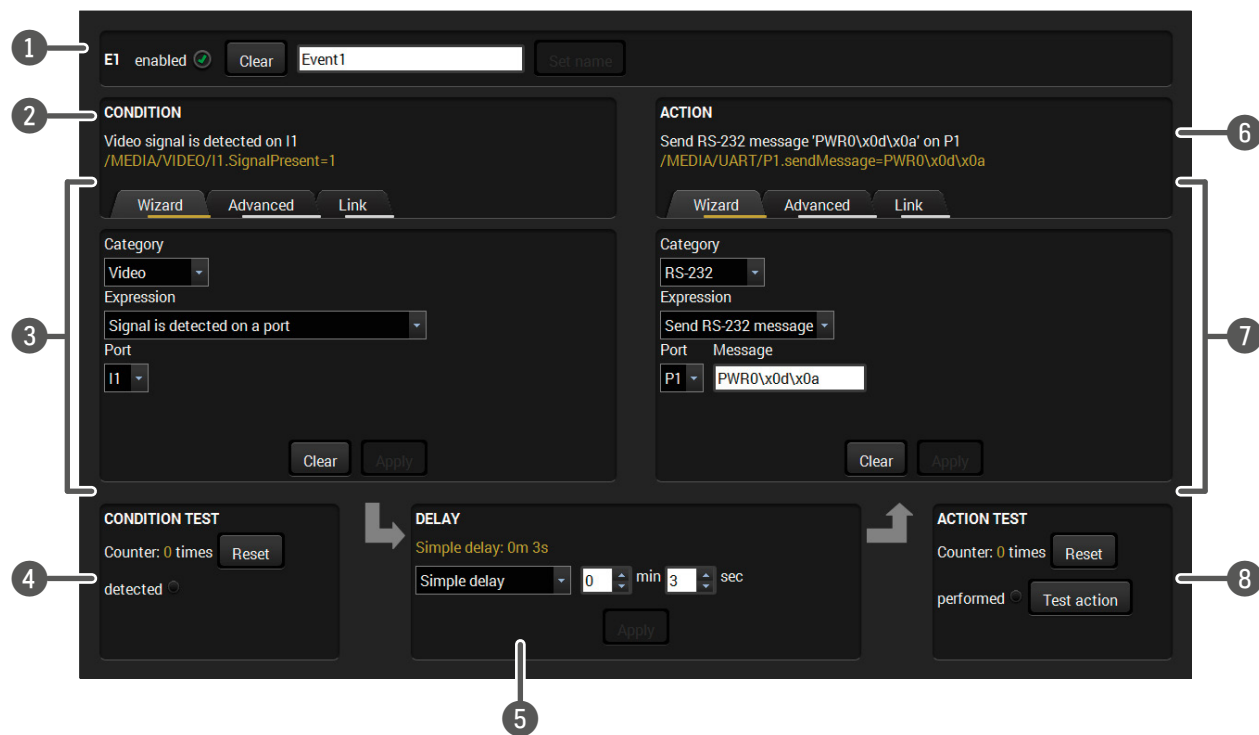 1
E1 enabled Clear Event1 Set name
2
CONDITION
Video signal is detected on I1
/MEDIA/VIDEO/I1.SignalPresent=1
Wizard Advanced Link
3
Category
Video
Expression
Signal is detected on a port
Port
I1
Clear Apply
4
CONDITION TEST
Counter: 0 times Reset
detected
DELAY
Simple delay: 0m 3s
Simple delay 0 min 3 sec
Apply
5
ACTION
Send RS-232 message 'PWR0\x0d\x0a' on P1
/MEDIA/UART/P1.sendMessage=PWR0\x0d\x0a
6
Wizard Advanced Link
Category
RS-232
Expression
Send RS-232 message
Port Message
P1 PWR0\x0d\x0a
Clear Apply
7
ACTION TEST
Counter: 0 times Reset
performed Test action
8